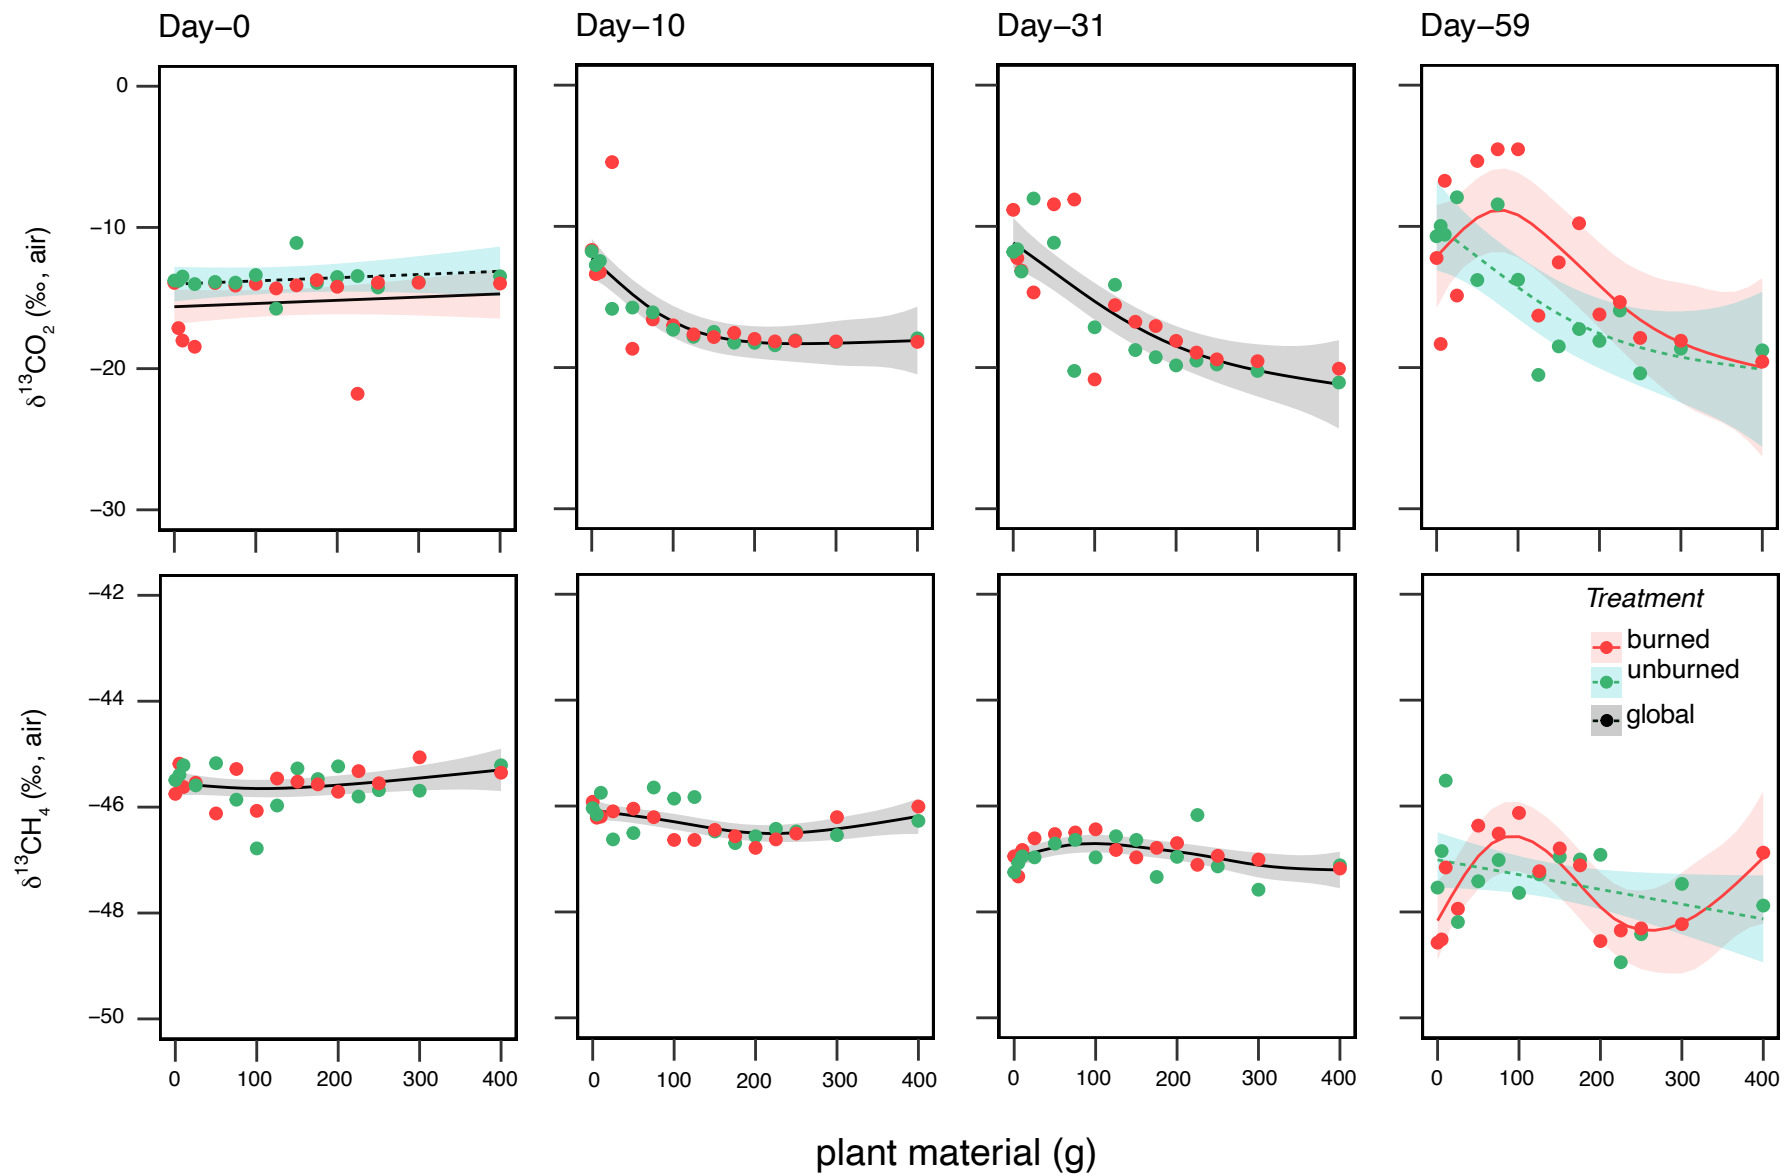 Day–0 Day–10 Day–31 Day–59
δ¹³CO₂ (‰, air)
0
–10
–20
–30
δ¹³CH₄ (‰, air)
–42
–44
–46
–48
–50
Treatment
burned
unburned
global
0 100 200 300 400 0 100 200 300 400 0 100 200 300 400 0 100 200 300 400
plant material (g)